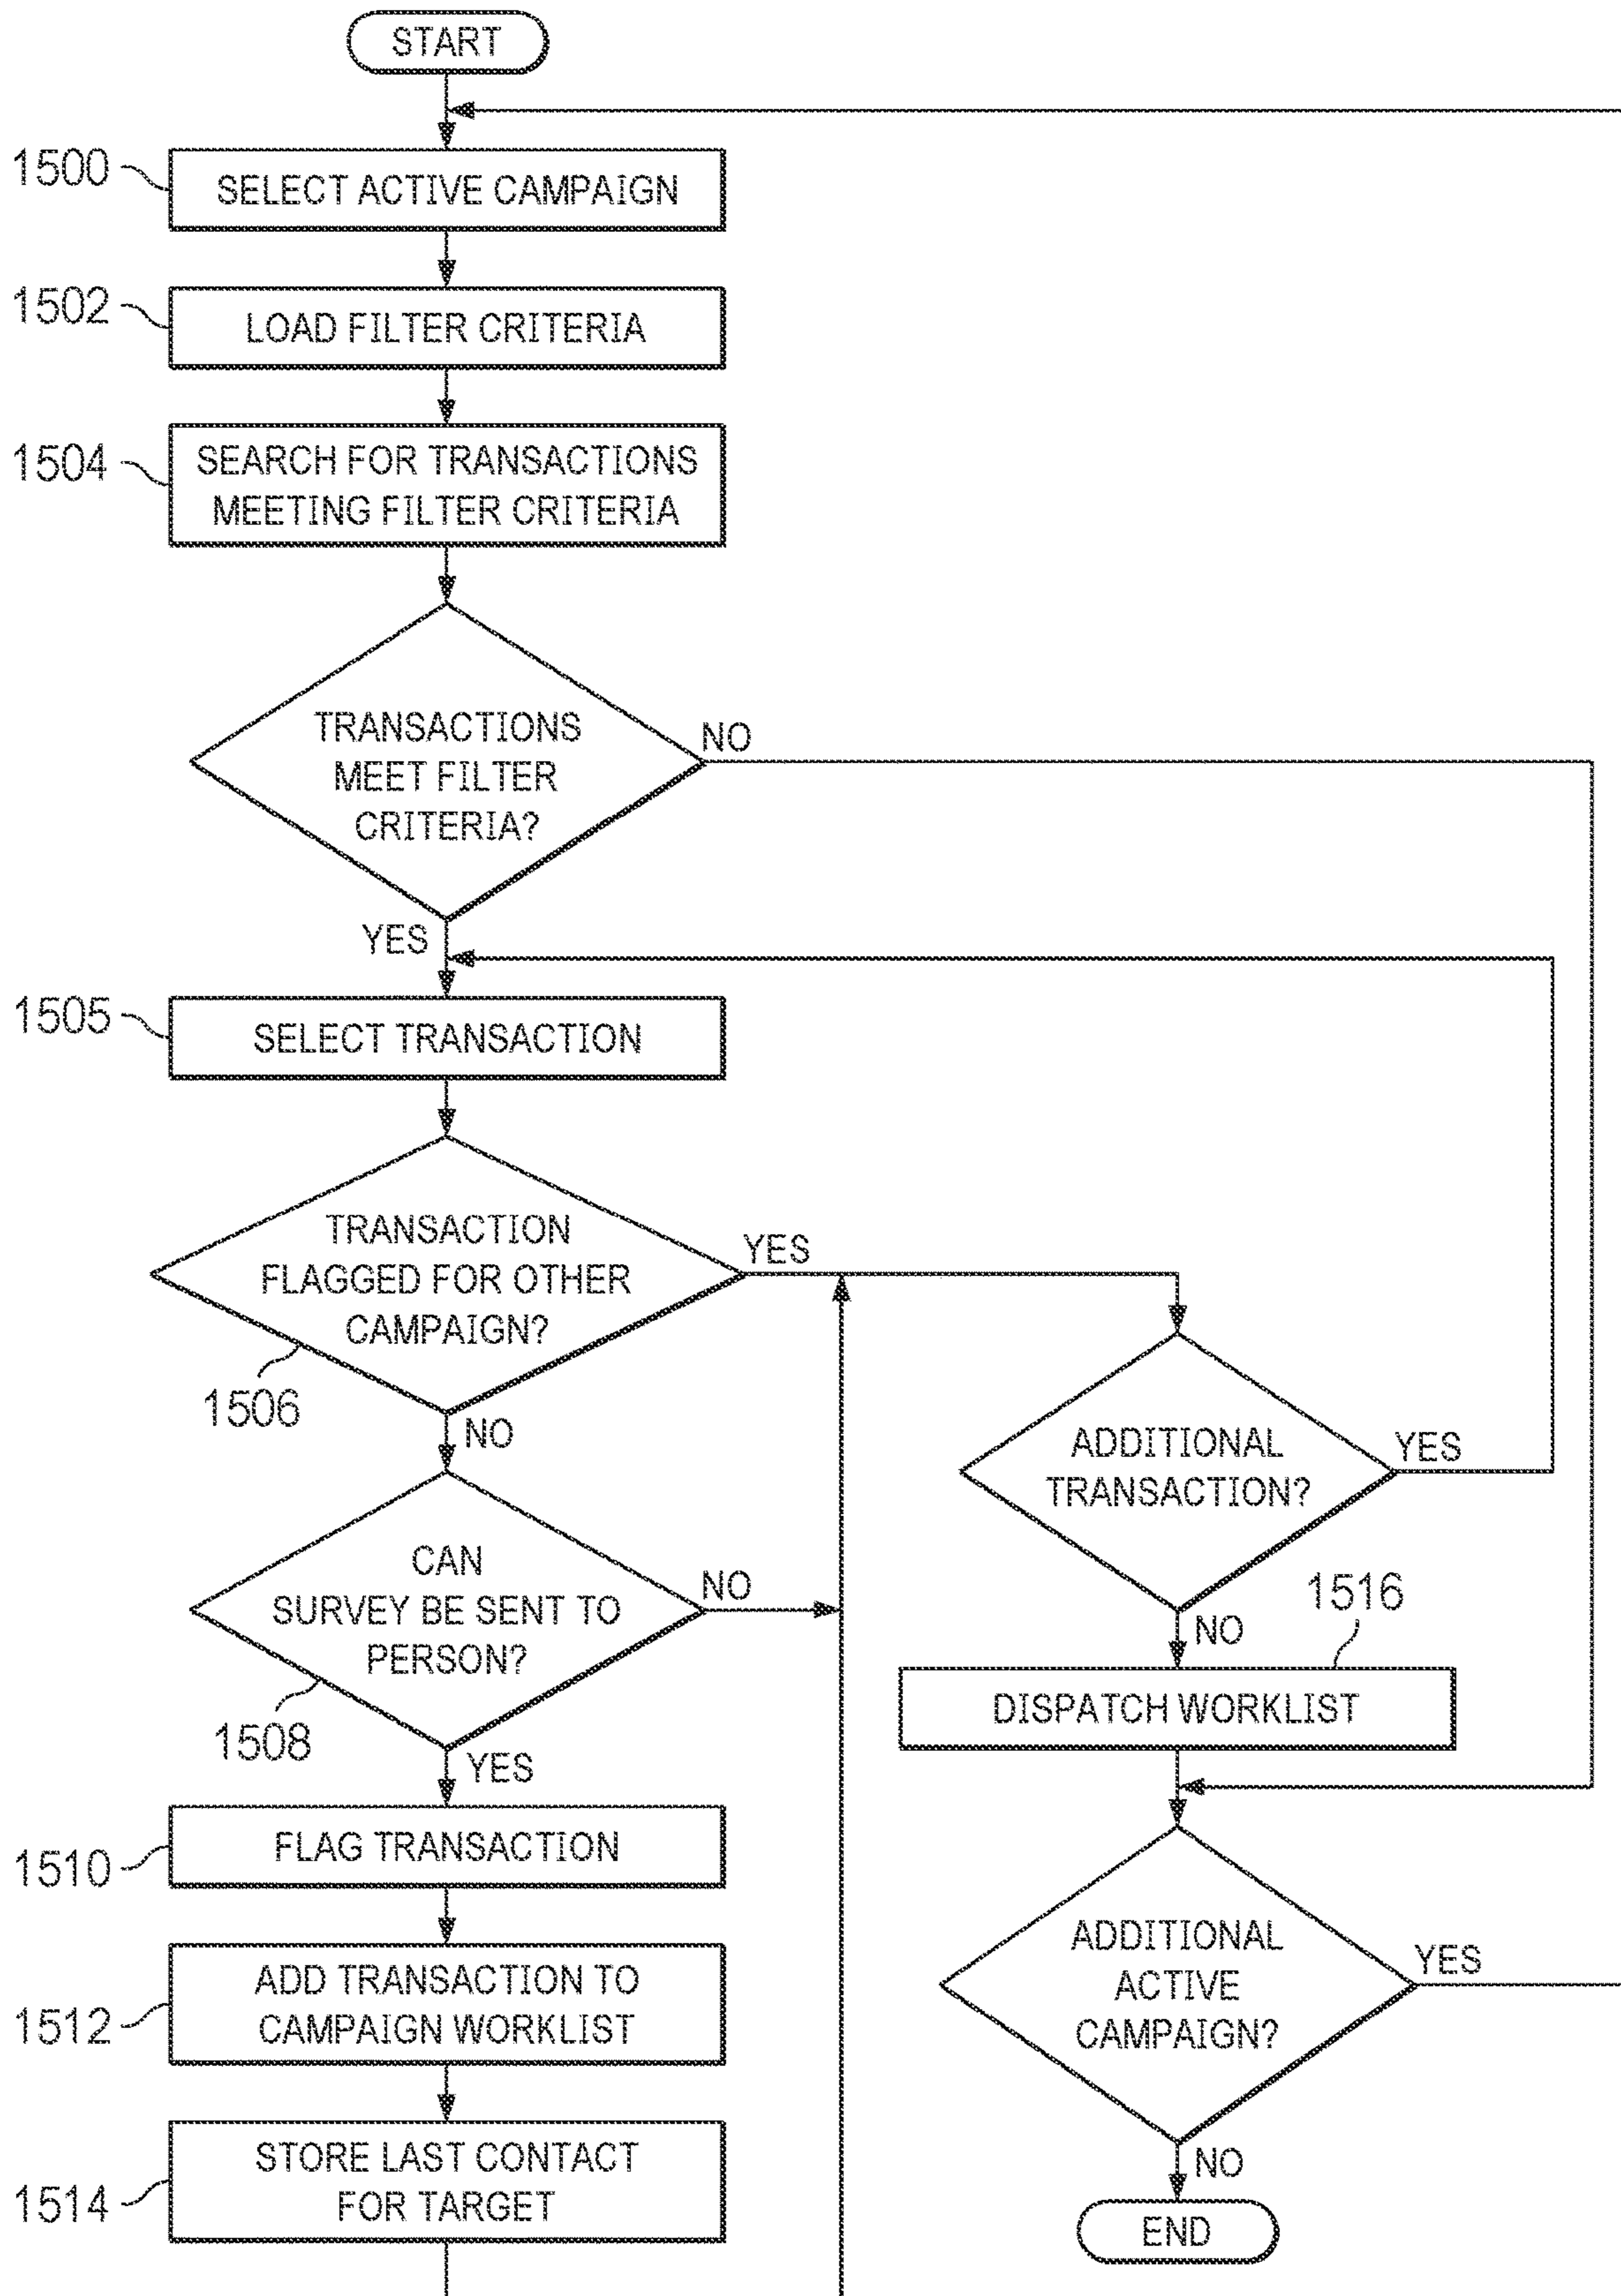 START
1500
SELECT ACTIVE CAMPAIGN
1502
LOAD FILTER CRITERIA
1504
SEARCH FOR TRANSACTIONS
MEETING FILTER CRITERIA
TRANSACTIONS
MEET FILTER
CRITERIA?
NO
YES
1505
SELECT TRANSACTION
TRANSACTION
FLAGGED FOR OTHER
CAMPAIGN?
YES
1506
NO
CAN
SURVEY BE SENT TO
PERSON?
NO
1508
YES
1510
FLAG TRANSACTION
1512
ADD TRANSACTION TO
CAMPAIGN WORKLIST
1514
STORE LAST CONTACT
FOR TARGET
ADDITIONAL
TRANSACTION?
YES
NO
1516
DISPATCH WORKLIST
ADDITIONAL
ACTIVE
CAMPAIGN?
YES
NO
END